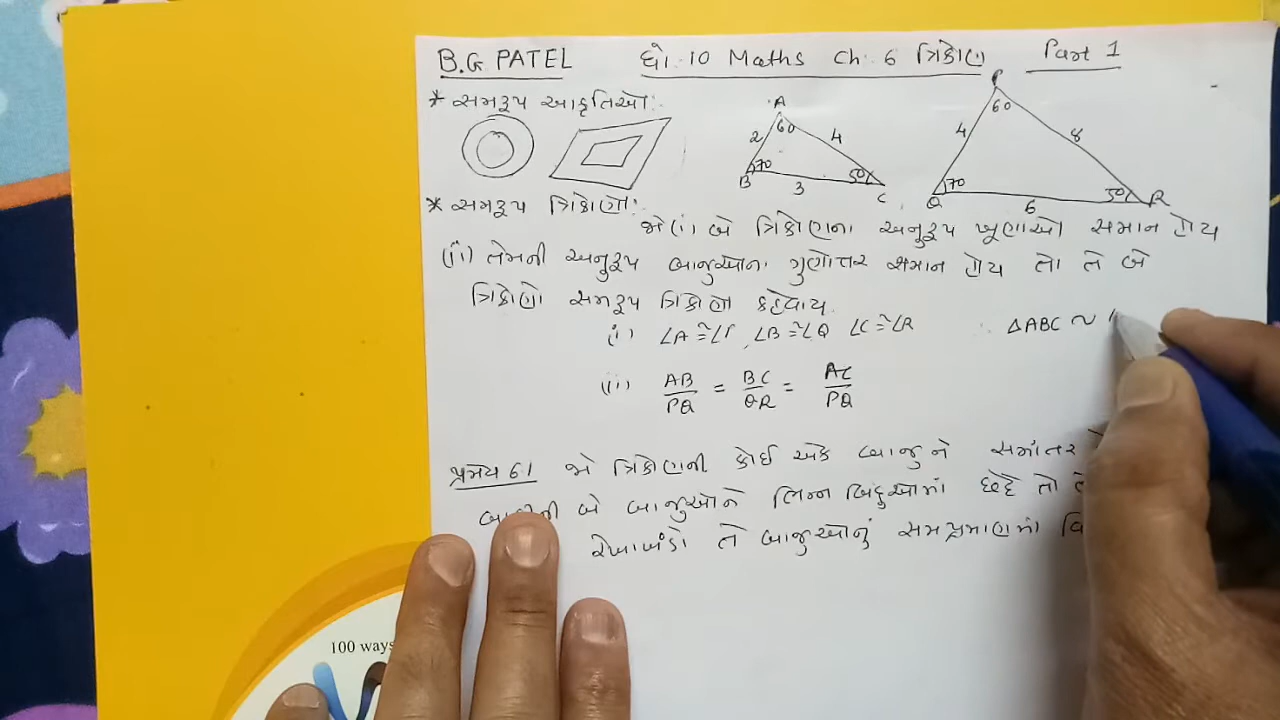 B.G PATEL ધો. 10 Maths Ch. 6 ત્રિકોણ Part 1
* સમરૂપ આકૃતિઓ:
A
60
2
4
B
70
50
3
C
P
60
4
8
Q
70
50
R
6
* સમરૂપ ત્રિકોણો:
જો (i) બે ત્રિકોણના અનુરૂપ ખૂણાઓ સમાન હોય
(ii) તેમની અનુરૂપ બાજુઓના ગુણોત્તર સમાન હોય તો તે બે
ત્રિકોણો સમરૂપ ત્રિકોણો કહેવાય.
(i) ∠A≅∠P, ∠B≅∠Q ∠C≅∠R ∴ ΔABC ~
(ii) AB/PQ = BC/QR = AC/PQ
પ્રમેય 6.1 જો ત્રિકોણની કોઈ એક બાજુને સમાંતર
બાકીની બે બાજુઓને ભિન્ન બિંદુઓમાં છેદે તો
રેખાખંડો તે બાજુઓનું સમપ્રમાણમાં
100 ways